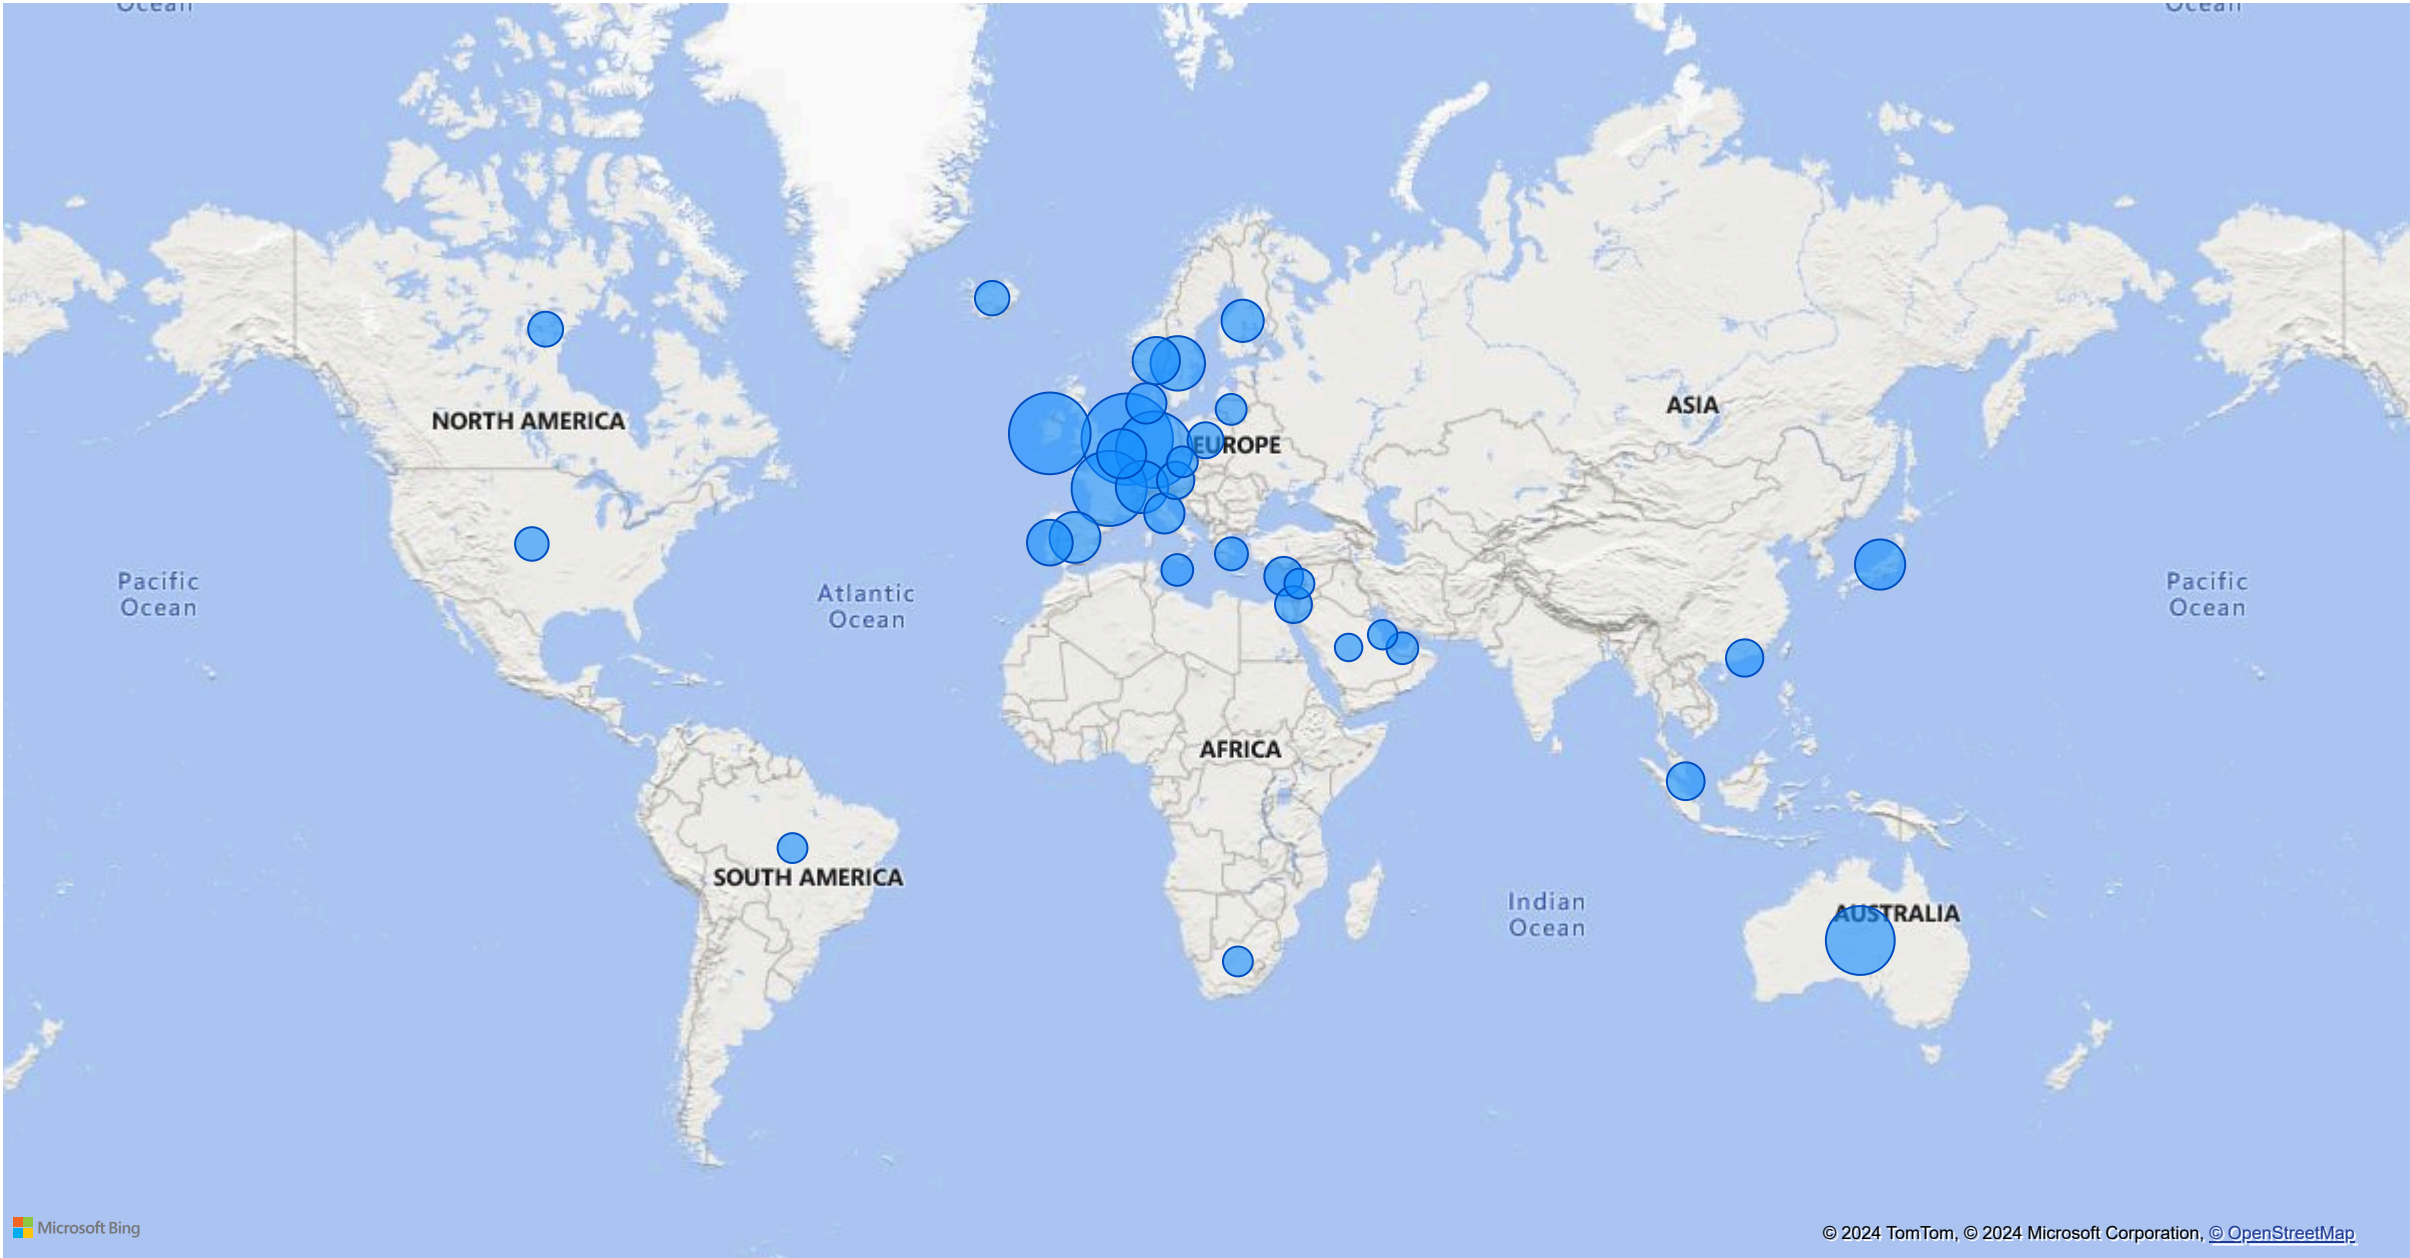 Ocean
Ocean
NORTH AMERICA
ASIA
EUROPE
Pacific
Ocean
Atlantic
Ocean
Pacific
Ocean
AFRICA
SOUTH AMERICA
Indian
Ocean
AUSTRALIA
Microsoft Bing
© 2024 TomTom, © 2024 Microsoft Corporation, © OpenStreetMap